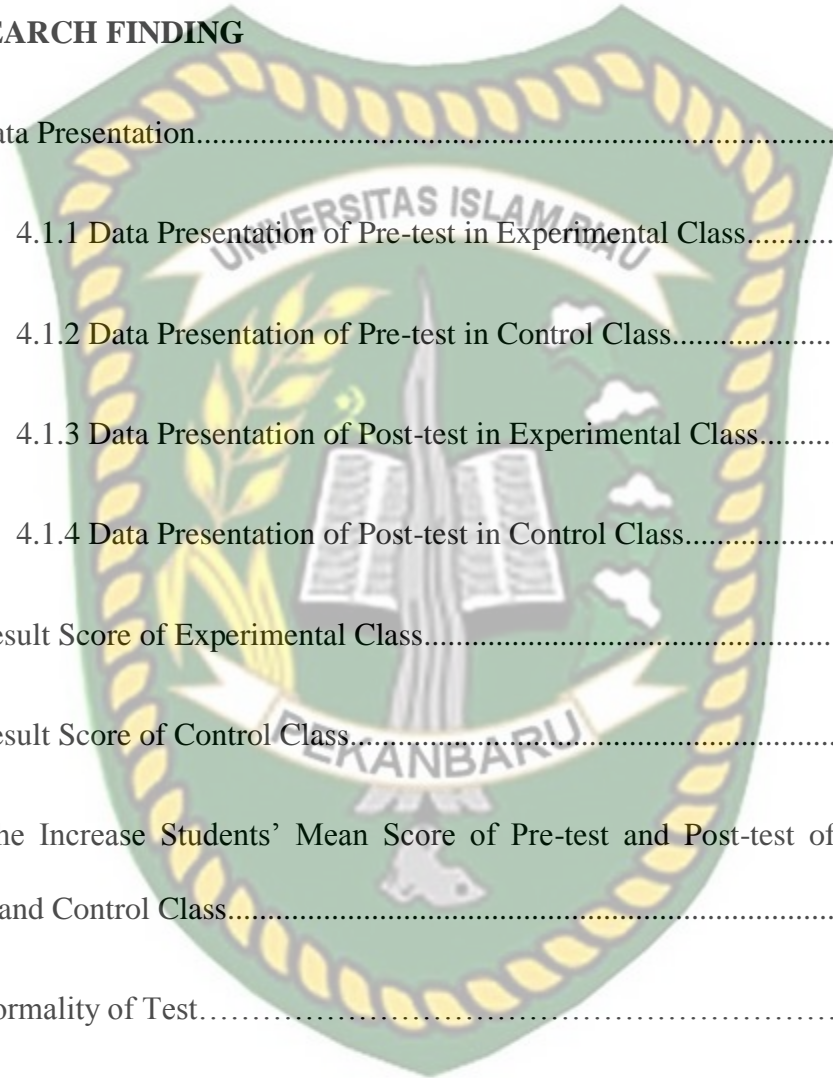 EARCH FINDING
ata Presentation....................................................................................
UNIVERSITAS ISLAM RIAU
4.1.1 Data Presentation of Pre-test in Experimental Class...........
4.1.2 Data Presentation of Pre-test in Control Class.....................
4.1.3 Data Presentation of Post-test in Experimental Class.........
4.1.4 Data Presentation of Post-test in Control Class...................
esult Score of Experimental Class......................................................
esult Score of Control Class...............................................................
PEKANBARU
ne Increase Students’ Mean Score of Pre-test and Post-test of
and Control Class................................................................................
ormality of Test……………………………………………………………